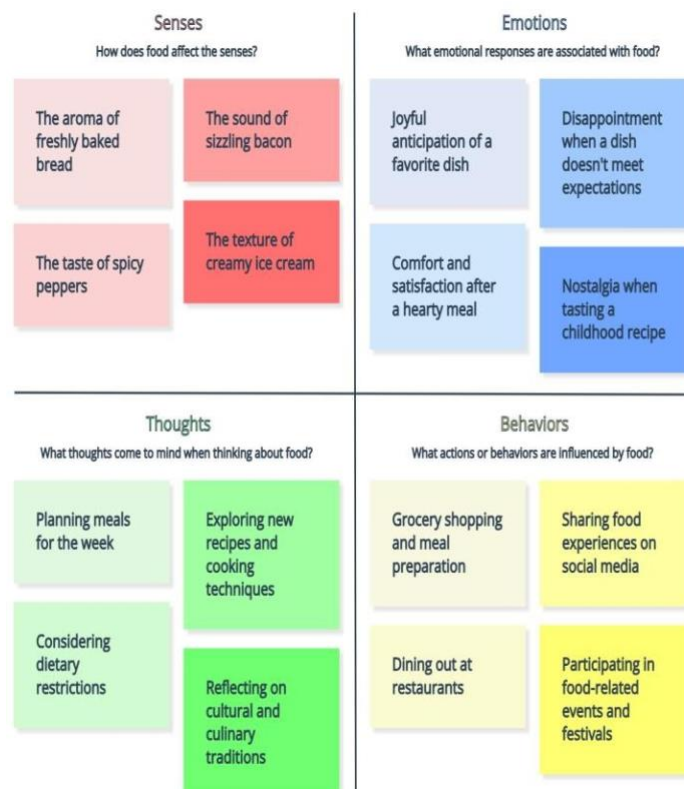 Senses
How does food affect the senses?
The aroma of
freshly baked
bread
The sound of
sizzling bacon
The taste of spicy
peppers
The texture of
creamy ice cream
Emotions
What emotional responses are associated with food?
Joyful
anticipation of a
favorite dish
Disappointment
when a dish
doesn't meet
expectations
Comfort and
satisfaction after
a hearty meal
Nostalgia when
tasting a
childhood recipe
Thoughts
What thoughts come to mind when thinking about food?
Planning meals
for the week
Exploring new
recipes and
cooking
techniques
Considering
dietary
restrictions
Reflecting on
cultural and
culinary
traditions
Behaviors
What actions or behaviors are influenced by food?
Grocery shopping
and meal
preparation
Sharing food
experiences on
social media
Dining out at
restaurants
Participating in
food-related
events and
festivals